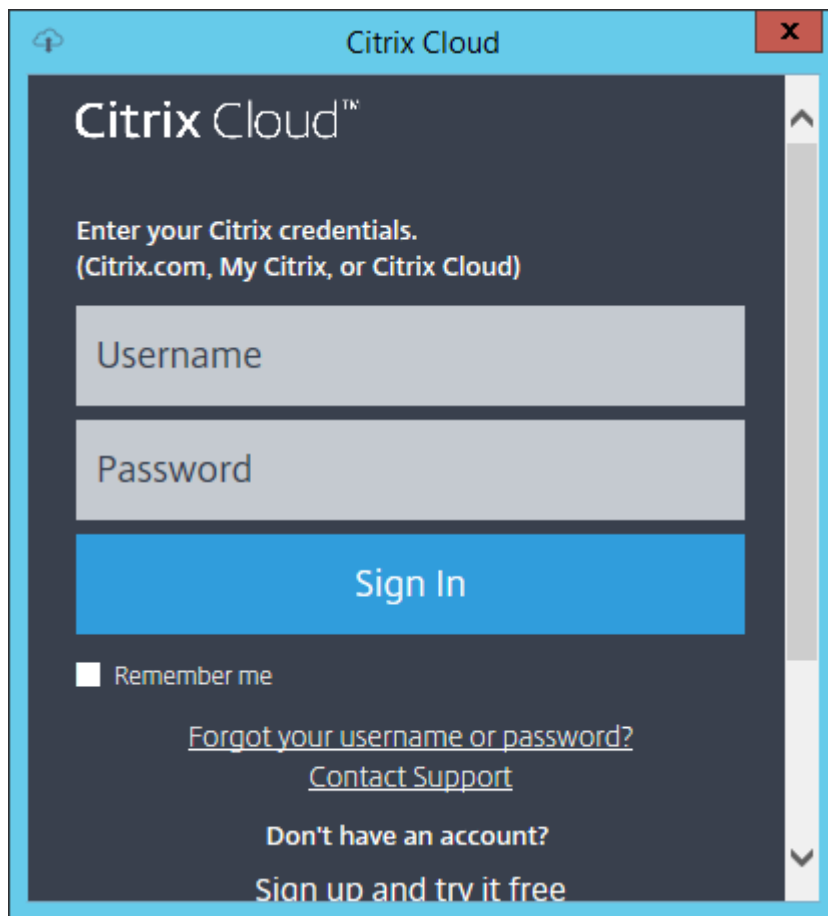 Citrix Cloud
x
Citrix Cloud™
Enter your Citrix credentials.
(Citrix.com, My Citrix, or Citrix Cloud)
Username
Password
Sign In
Remember me
Forgot your username or password?
Contact Support
Don't have an account?
Sign up and try it free